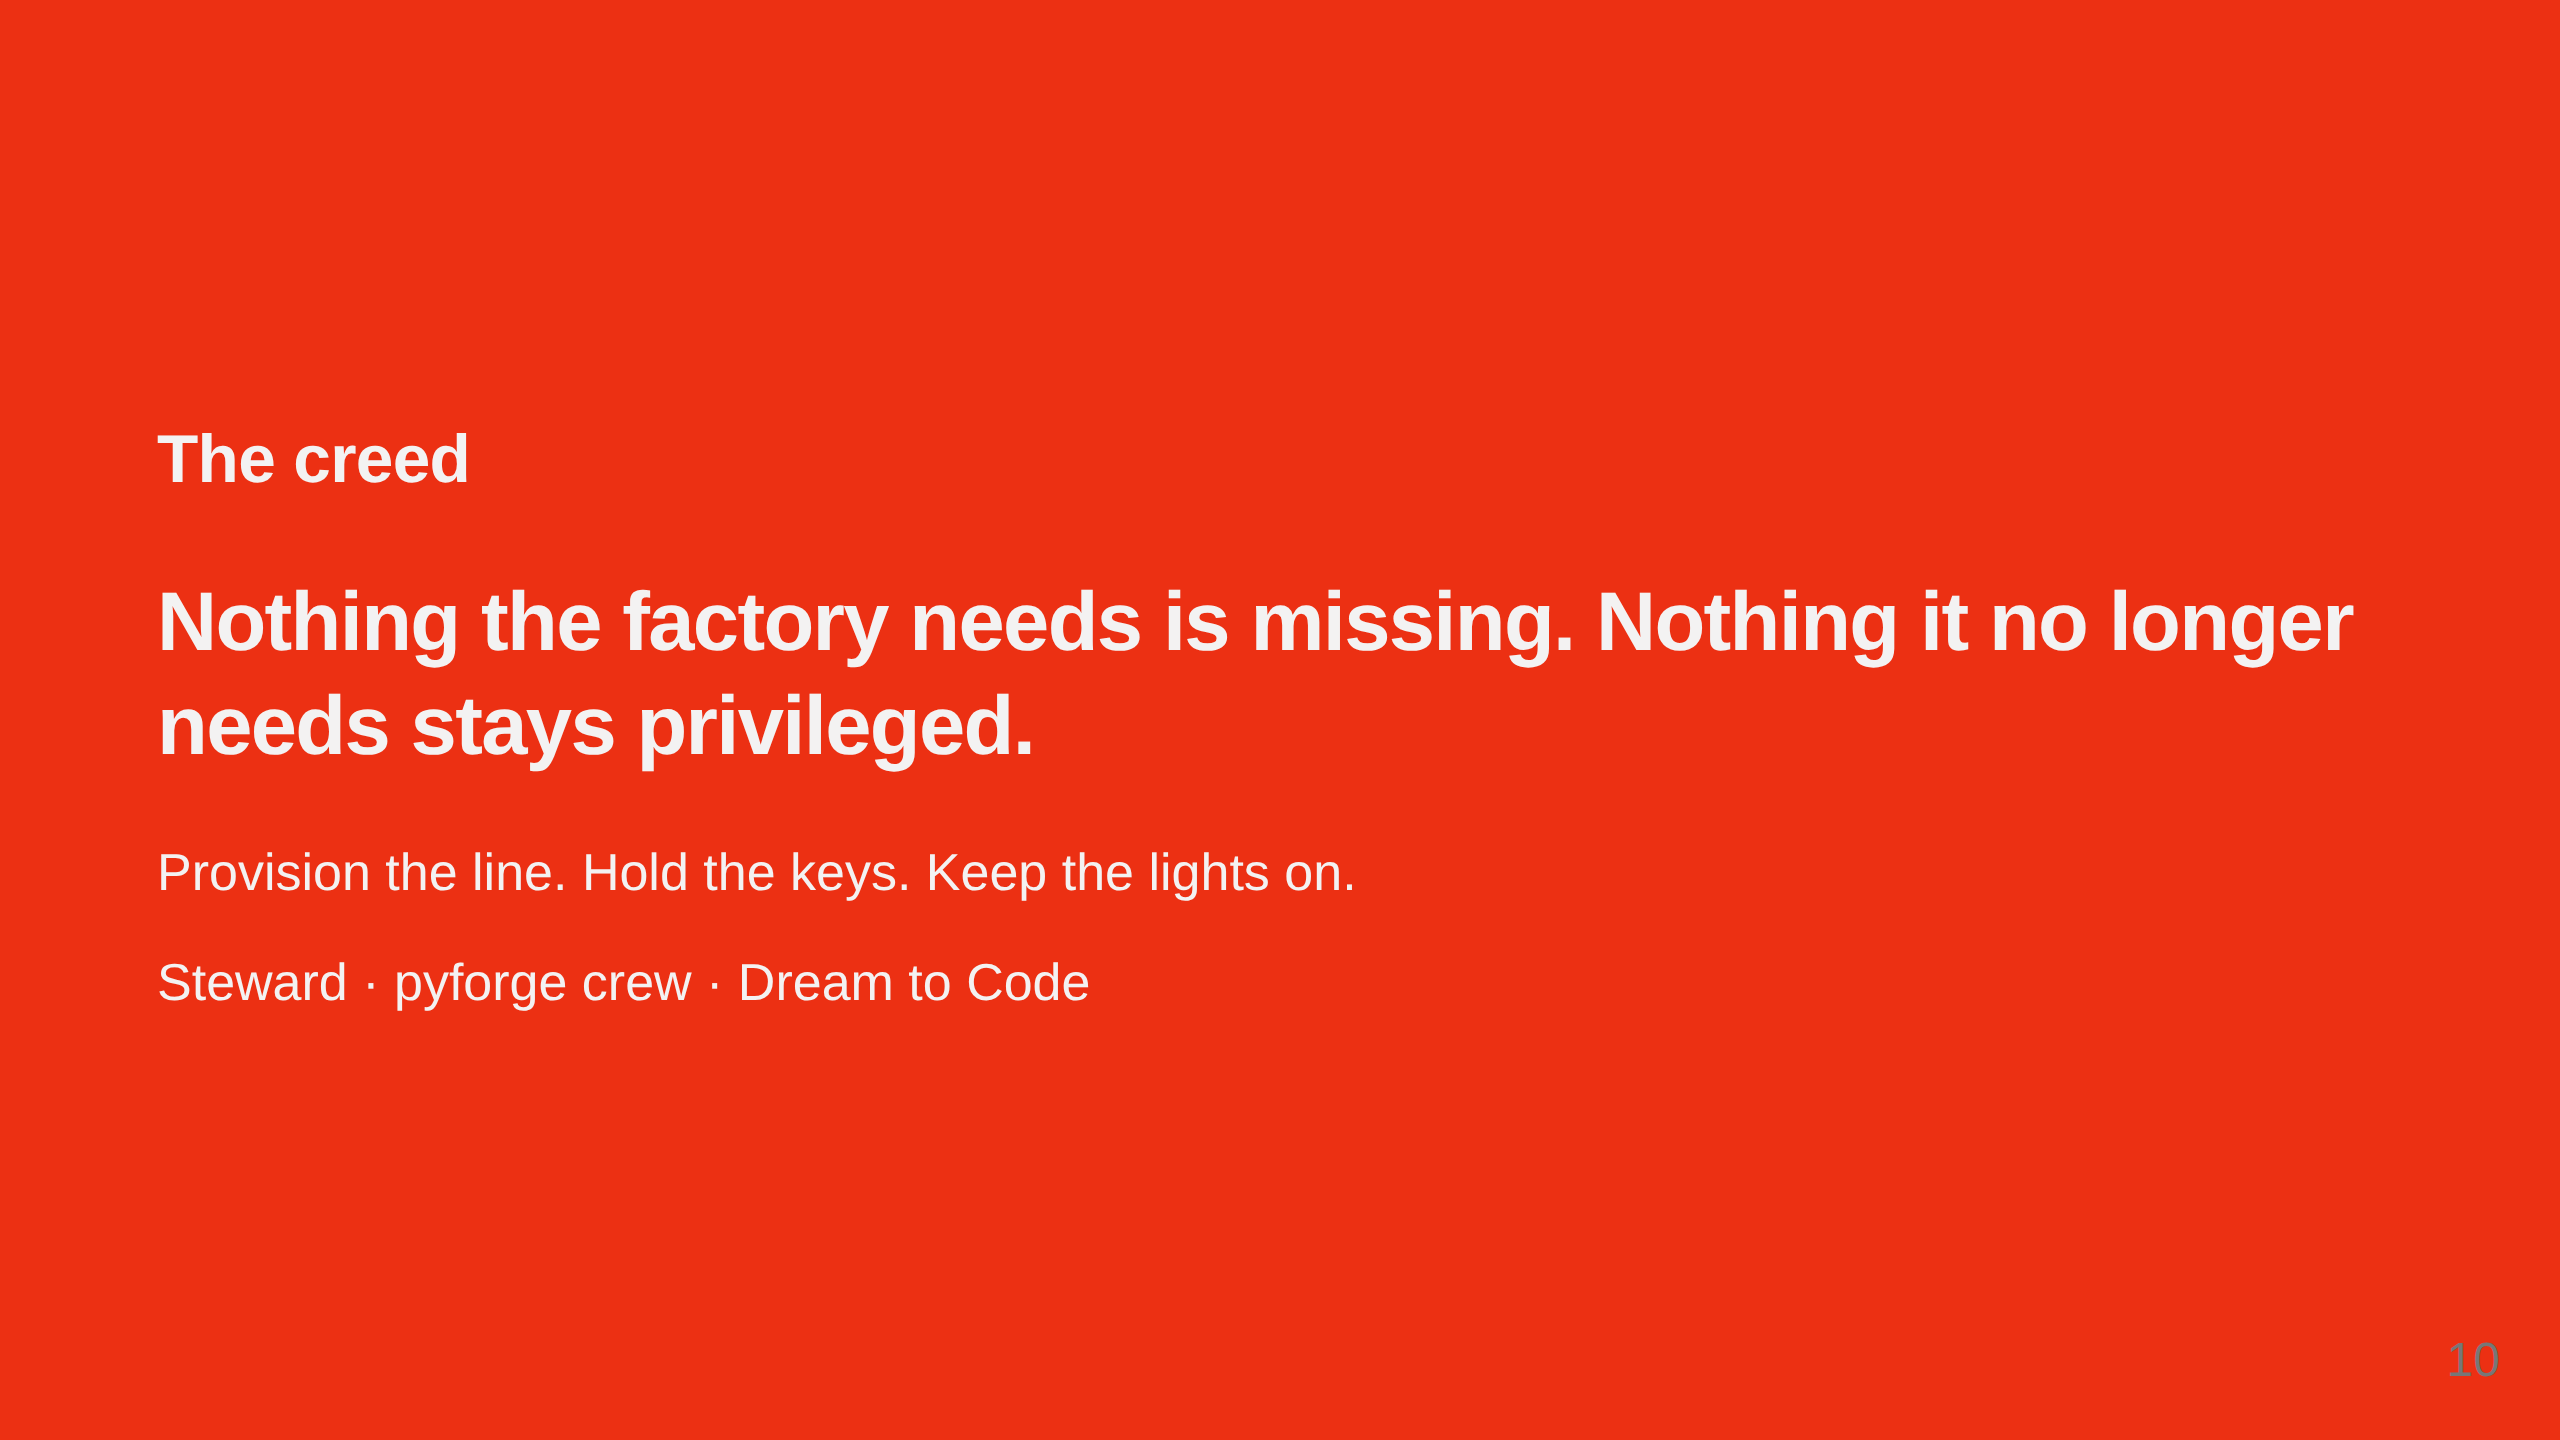 The creed
Nothing the factory needs is missing. Nothing it no longer
needs stays privileged.
Provision the line. Hold the keys. Keep the lights on.
Steward · pyforge crew · Dream to Code
10